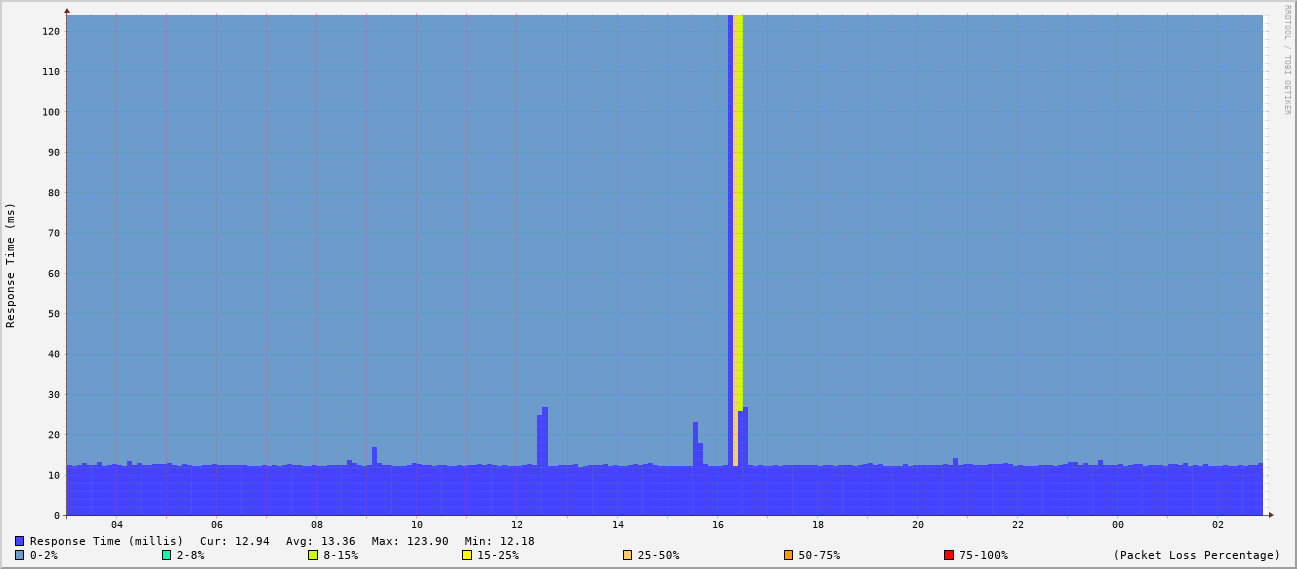 RRDTOOL / TOBI OETIKER
Response Time (ms)
120
110
100
90
80
70
60
50
40
30
20
10
0
04 06 08 10 12 14 16 18 20 22 00 02
Response Time (millis) Cur: 12.94 Avg: 13.36 Max: 123.90 Min: 12.18
0-2% 2-8% 8-15% 15-25% 25-50% 50-75% 75-100% (Packet Loss Percentage)